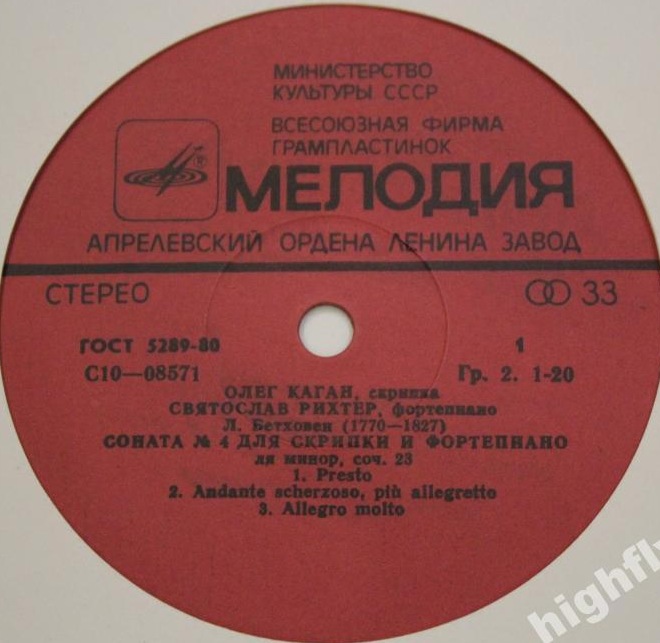 МИНИСТЕРСТВО
КУЛЬТУРЫ СССР
ВСЕСОЮЗНАЯ ФИРМА
ГРАМПЛАСТИНОК
®
МЕЛОДИЯ
АПРЕЛЕВСКИЙ ОРДЕНА ЛЕНИНА ЗАВОД
СТЕРЕО 33
ГОСТ 5289-80 1
С10—08571 Гр. 2. 1-20
ОЛЕГ КАГАН, скрипка
СВЯТОСЛАВ РИХТЕР, фортепиано
Л. Бетховен (1770—1827)
СОНАТА № 4 ДЛЯ СКРИПКИ И ФОРТЕПИАНО
ля минор, соч. 23
1. Presto
2. Andante scherzoso, più allegretto
3. Allegro molto
highfl